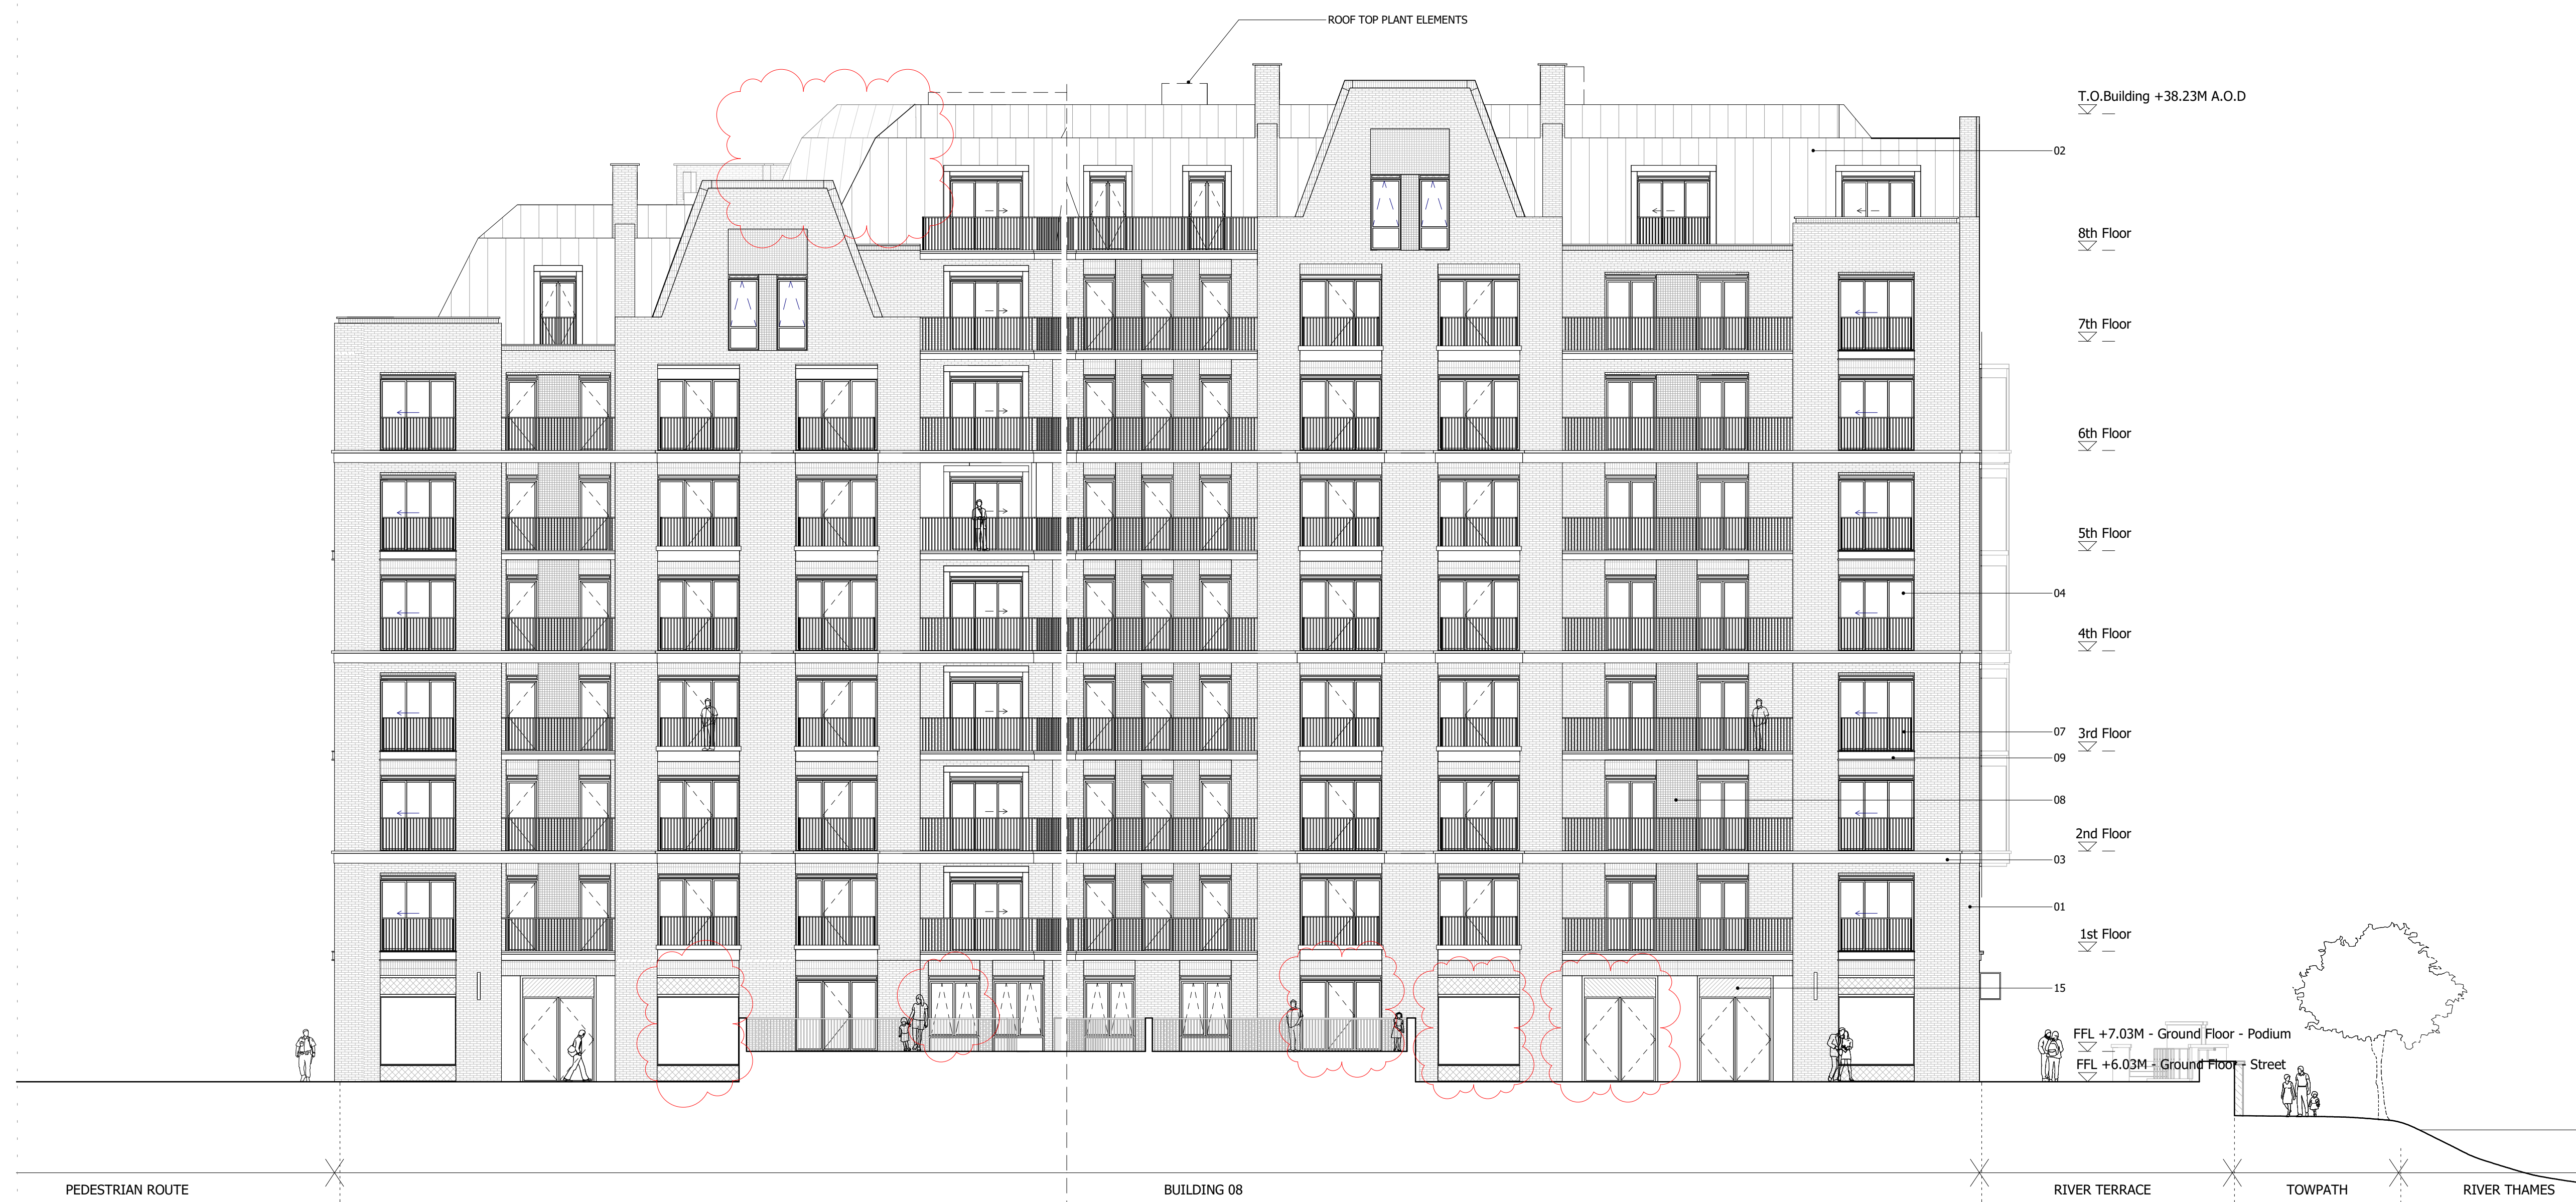 ROOF TOP PLANT ELEMENTS
T.O.Building +38.23M A.O.D
02
8th Floor
7th Floor
6th Floor
5th Floor
04
4th Floor
07
3rd Floor
09
08
2nd Floor
03
01
1st Floor
15
FFL +7.03M - Ground Floor - Podium
FFL +6.03M - Ground Floor - Street
PEDESTRIAN ROUTE
BUILDING 08
RIVER TERRACE
TOWPATH
RIVER THAMES